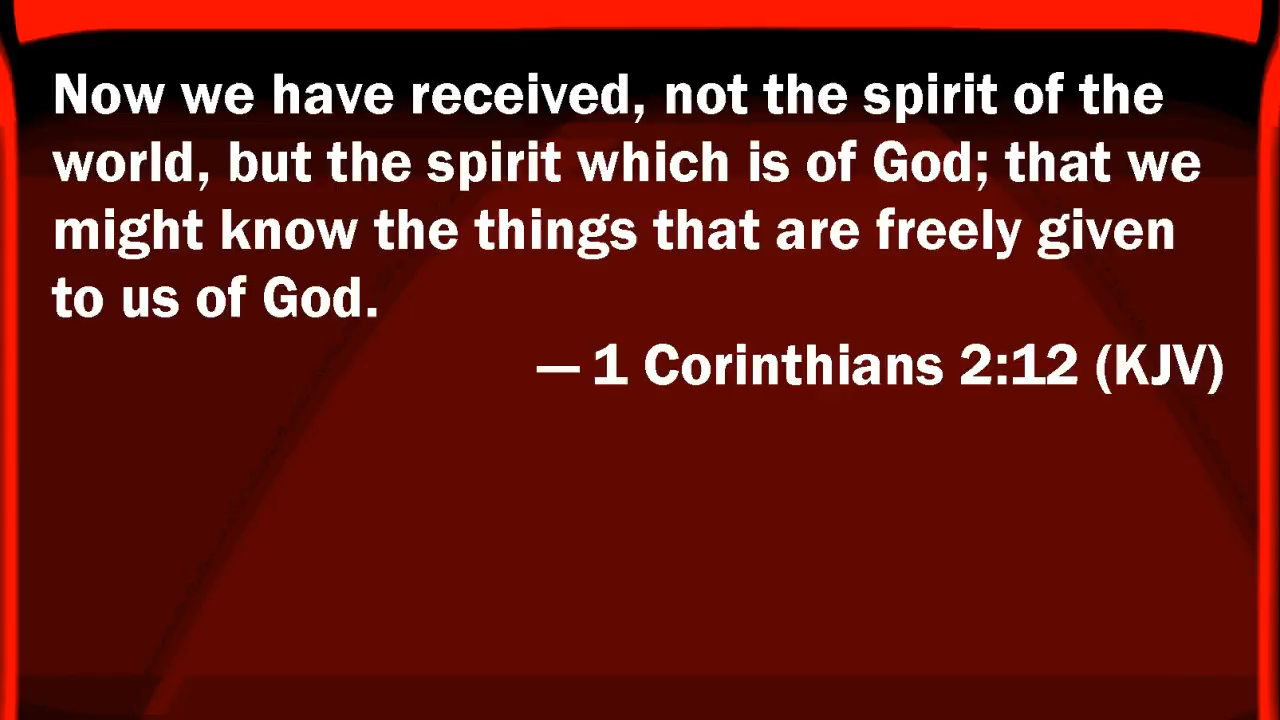 Now we have received, not the spirit of the
world, but the spirit which is of God; that we
might know the things that are freely given
to us of God.
— 1 Corinthians 2:12 (KJV)